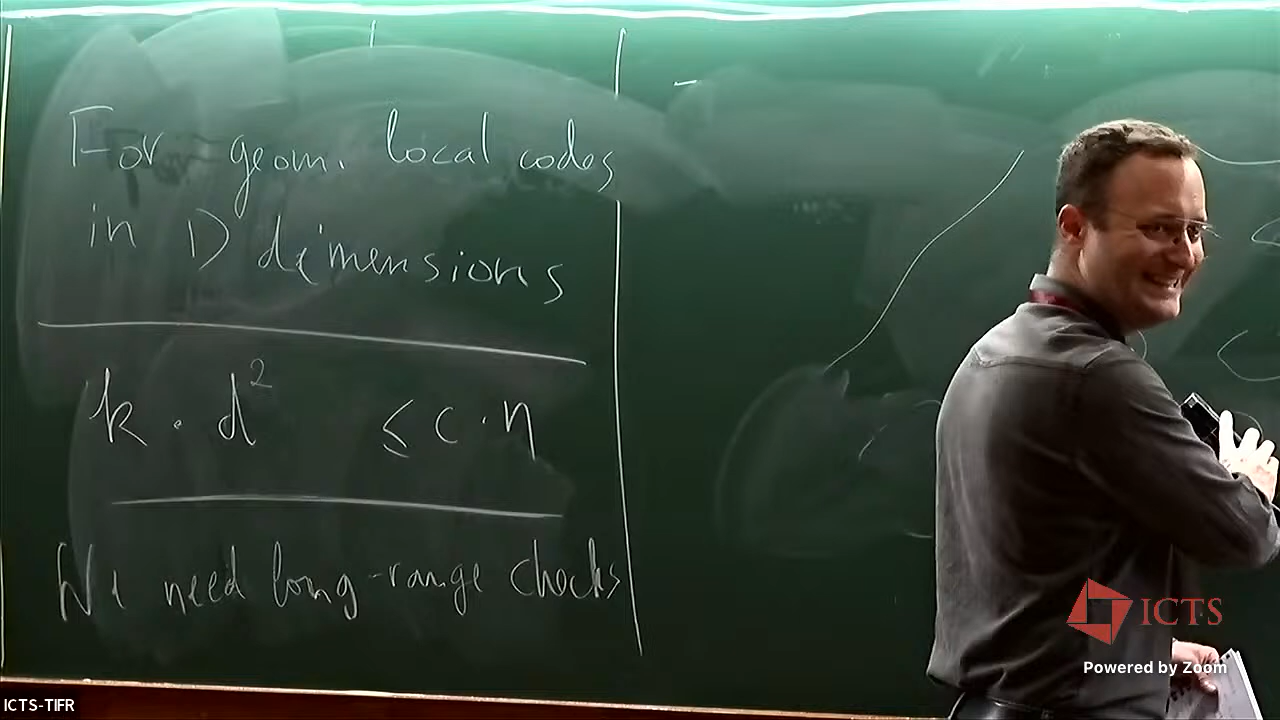 For geom. local codes
in D dimensions
k · d² ≤ c · n
We need long-range checks
ICTS
Powered by Zoom
ICTS-TIFR